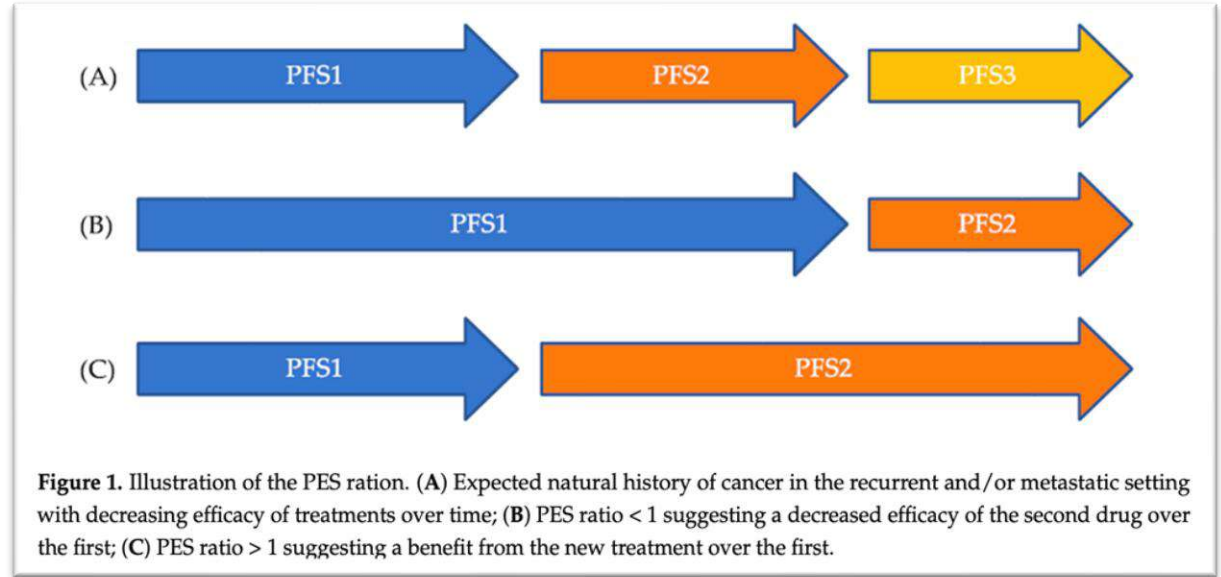 (A) PFS1 PFS2 PFS3
(B) PFS1 PFS2
(C) PFS1 PFS2
Figure 1. Illustration of the PES ration. (A) Expected natural history of cancer in the recurrent and/or metastatic setting
with decreasing efficacy of treatments over time; (B) PES ratio < 1 suggesting a decreased efficacy of the second drug over
the first; (C) PES ratio > 1 suggesting a benefit from the new treatment over the first.